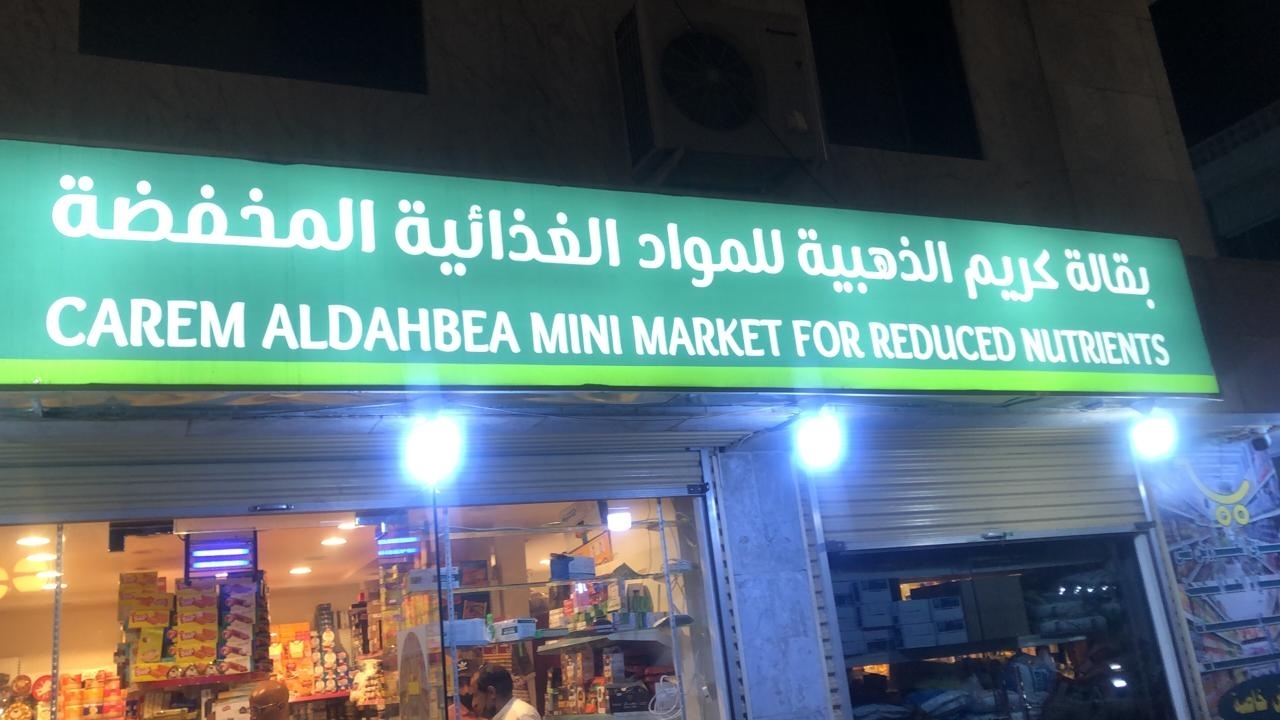 بقالة كريم الذهبية للمواد الغذائية المخفضة
CAREM ALDAHBEA MINI MARKET FOR REDUCED NUTRIENTS